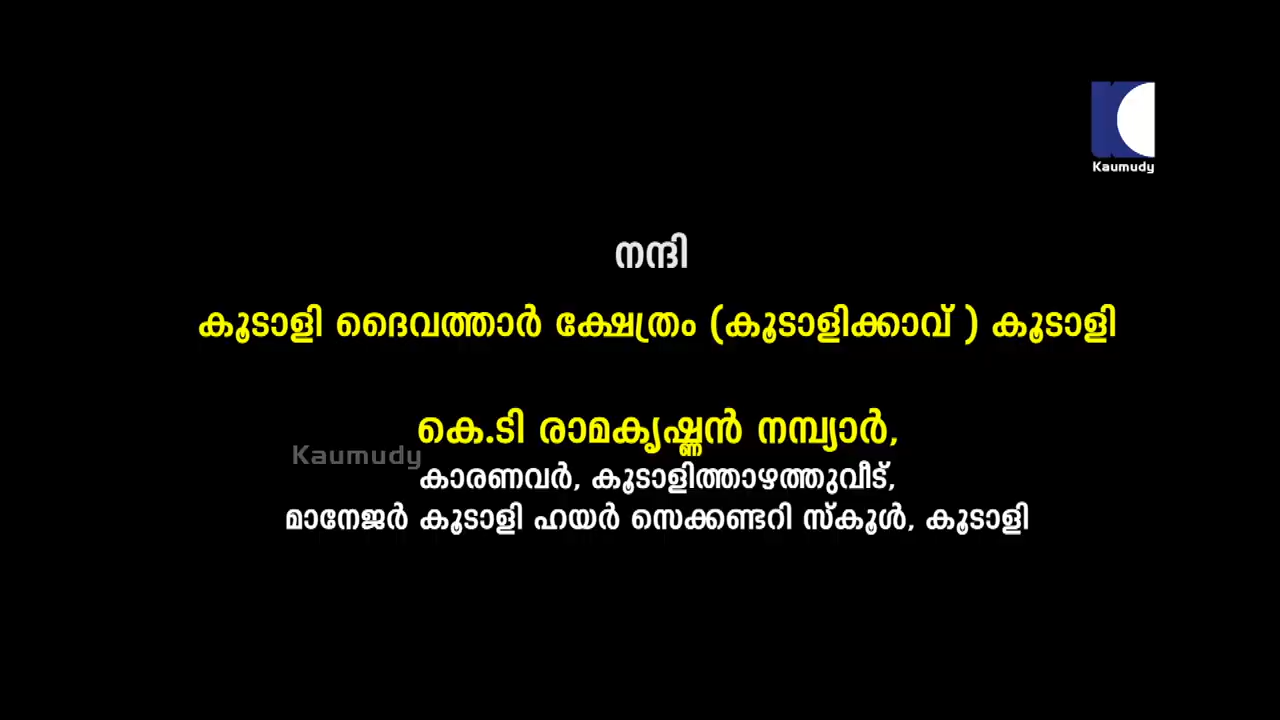 Kaumudy
നന്ദി
കൂടാളി ദൈവത്താർ ക്ഷേത്രം (കൂടാളിക്കാവ് ) കൂടാളി
കെ.ടി രാമകൃഷ്ണൻ നമ്പ്യാർ,
Kaumudy
കാരണവർ, കൂടാളിത്താഴത്തുവീട്,
മാനേജർ കൂടാളി ഹയർ സെക്കണ്ടറി സ്കൂൾ, കൂടാളി